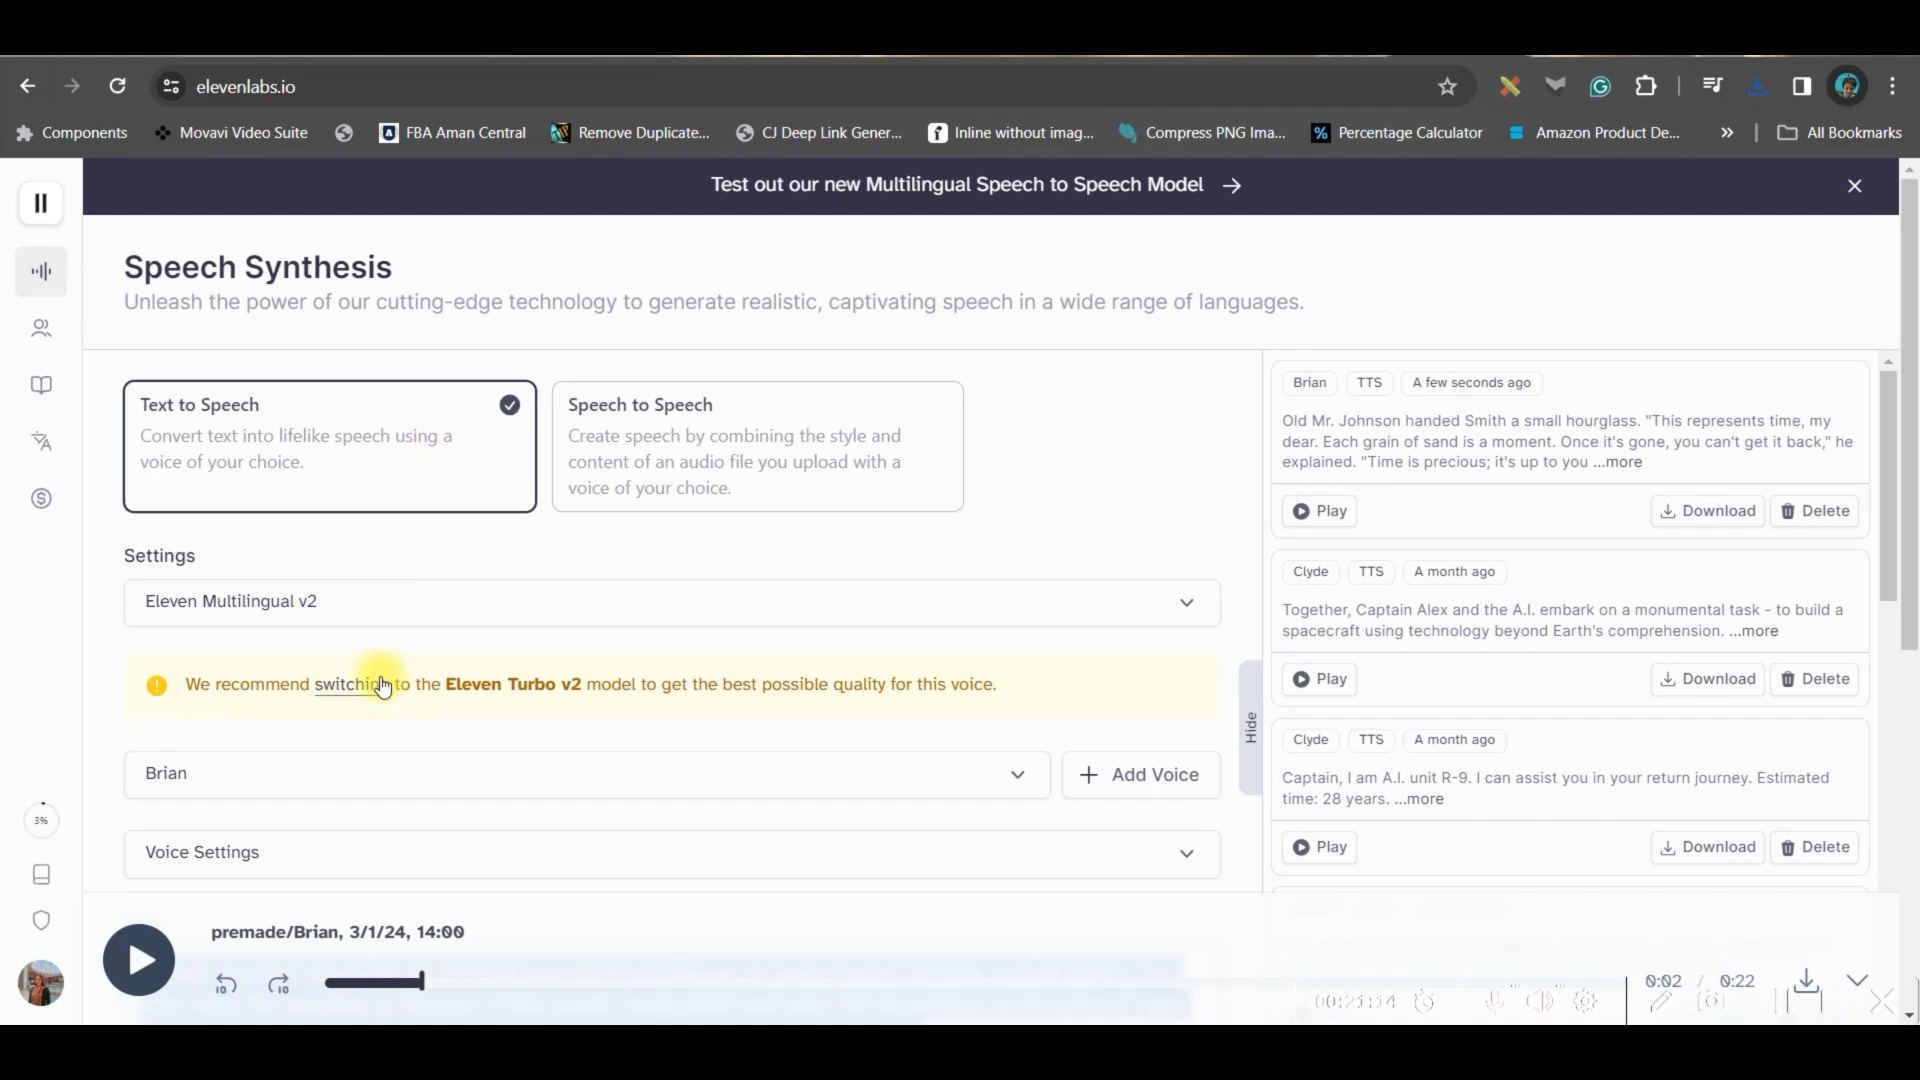 elevenlabs.io
Components
Movavi Video Suite
FBA Aman Central
Remove Duplicate...
CJ Deep Link Gener...
Inline without imag...
Compress PNG Ima...
Percentage Calculator
Amazon Product De...
All Bookmarks
Test out our new Multilingual Speech to Speech Model
Speech Synthesis
Unleash the power of our cutting-edge technology to generate realistic, captivating speech in a wide range of languages.
Text to Speech
Convert text into lifelike speech using a
voice of your choice.
Speech to Speech
Create speech by combining the style and
content of an audio file you upload with a
voice of your choice.
Settings
Eleven Multilingual v2
We recommend switching to the Eleven Turbo v2 model to get the best possible quality for this voice.
Brian
Add Voice
Voice Settings
Hide
Brian TTS A few seconds ago
Old Mr. Johnson handed Smith a small hourglass. "This represents time, my
dear. Each grain of sand is a moment. Once it's gone, you can't get it back," he
explained. "Time is precious; it's up to you ...more
Play Download Delete
Clyde TTS A month ago
Together, Captain Alex and the A.I. embark on a monumental task - to build a
spacecraft using technology beyond Earth's comprehension. ...more
Play Download Delete
Clyde TTS A month ago
Captain, I am A.I. unit R-9. I can assist you in your return journey. Estimated
time: 28 years. ...more
Play Download Delete
3%
premade/Brian, 3/1/24, 14:00
10 10
0:02 / 0:22
00:21:14